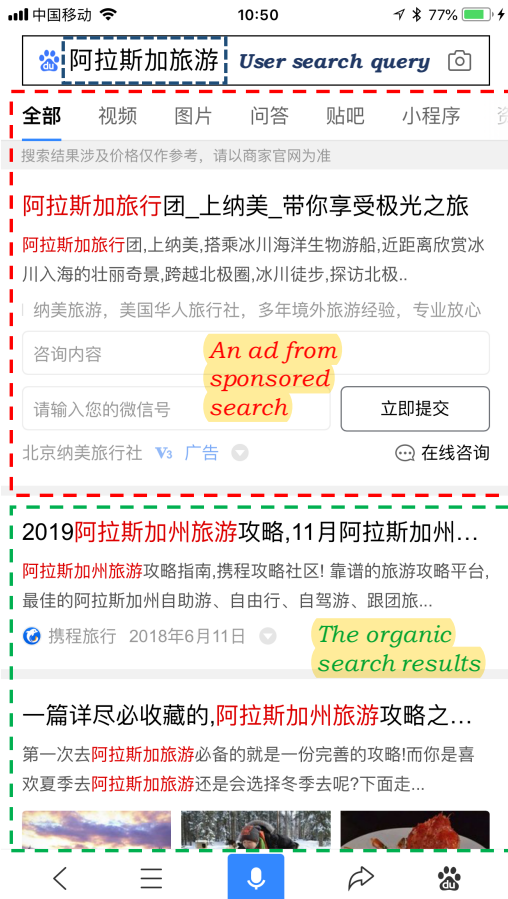 中国移动 10:50 77%
du 阿拉斯加旅游 User search query
全部 视频 图片 问答 贴吧 小程序
搜索结果涉及价格仅作参考，请以商家官网为准
阿拉斯加旅行团_上纳美_带你享受极光之旅
阿拉斯加旅行团,上纳美,搭乘冰川海洋生物游船,近距离欣赏冰
川入海的壮丽奇景,跨越北极圈,冰川徒步,探访北极..
纳美旅游，美国华人旅行社，多年境外旅游经验，专业放心
咨询内容
An ad from
sponsored
search
请输入您的微信号 立即提交
北京纳美旅行社 V3 广告 在线咨询
2019阿拉斯加州旅游攻略,11月阿拉斯加州...
阿拉斯加州旅游攻略指南,携程攻略社区! 靠谱的旅游攻略平台,
最佳的阿拉斯加州自助游、自由行、自驾游、跟团旅...
携程旅行 2018年6月11日
The organic
search results
一篇详尽必收藏的,阿拉斯加州旅游攻略之...
第一次去阿拉斯加旅游必备的就是一份完善的攻略!而你是喜
欢夏季去阿拉斯加旅游还是会选择冬季去呢?下面走...
du